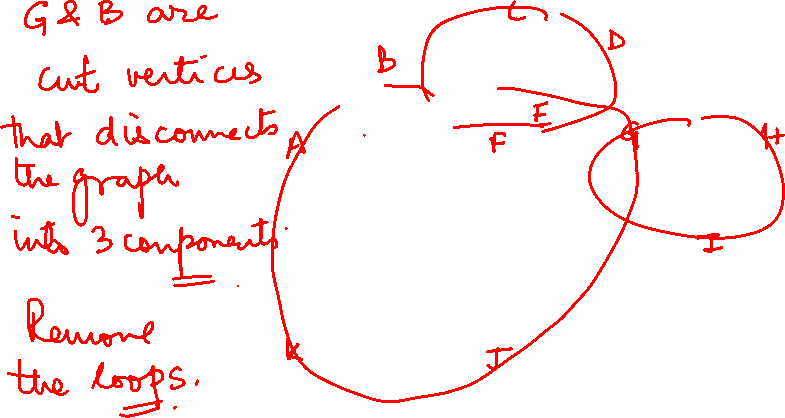 G & B are
cut vertices
that disconnects
the graph
into 3 components
Remove
the loops.
C
D
B
E
F
A
G
H
I
K
J